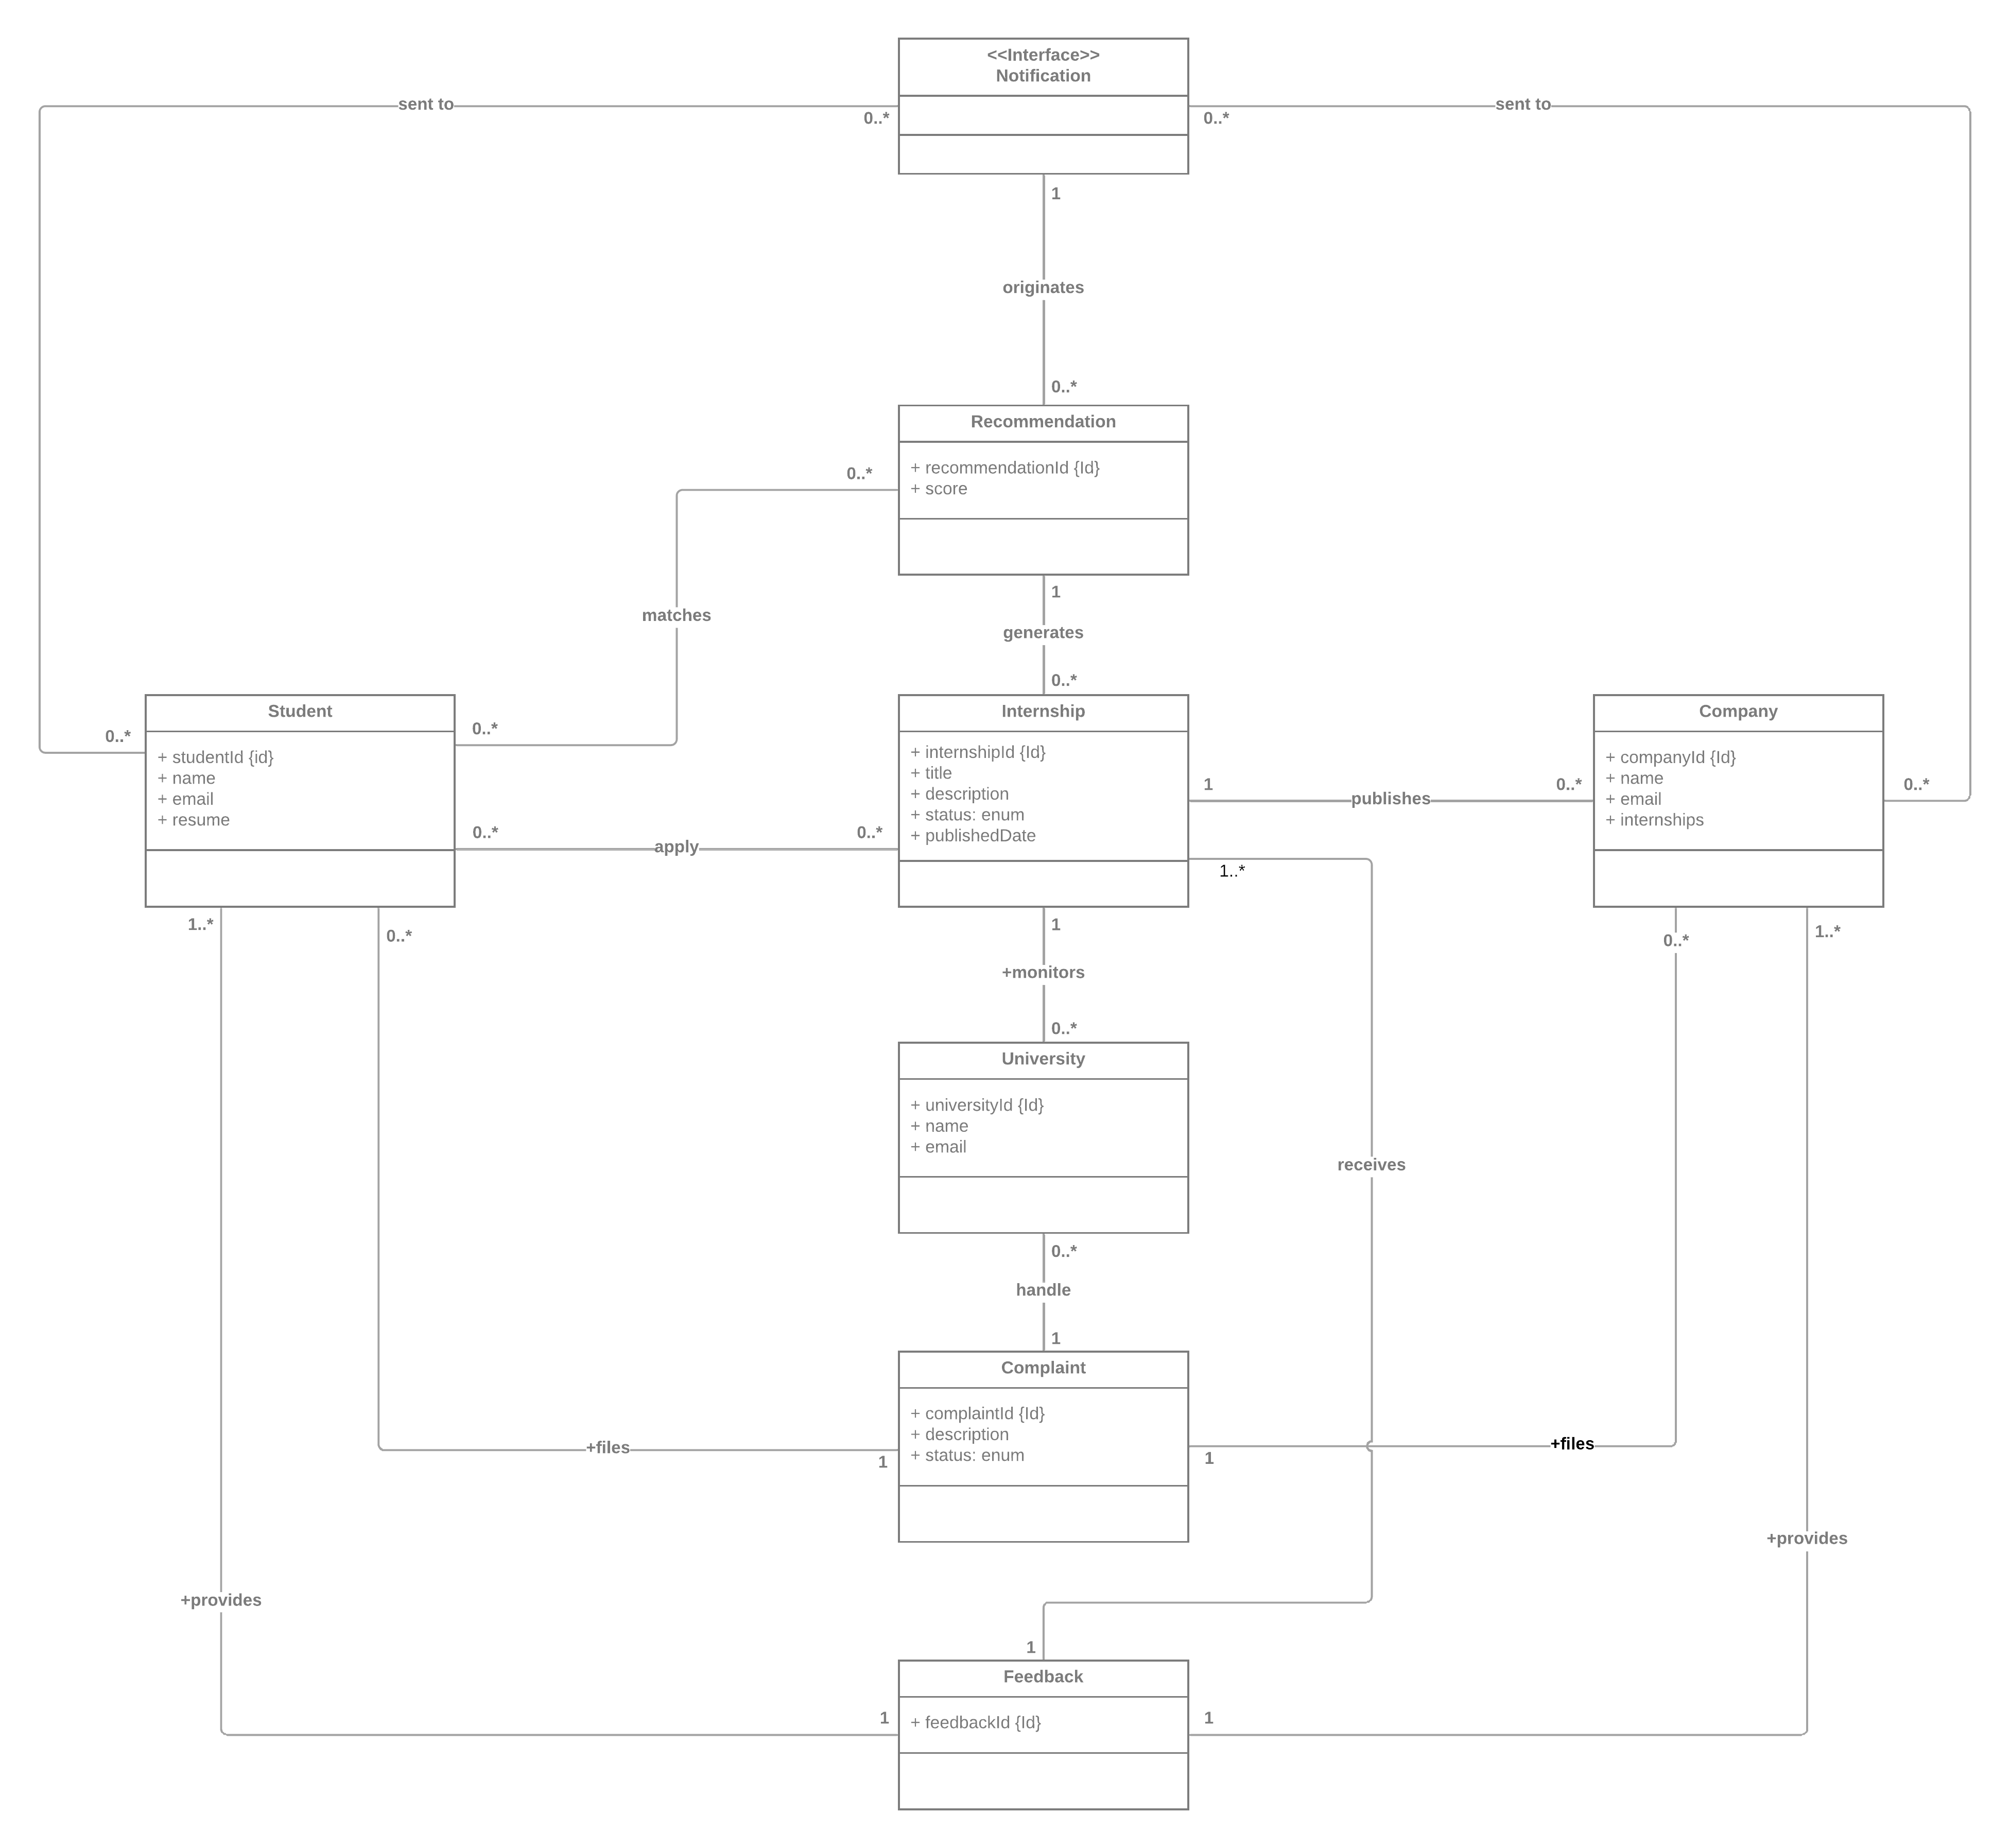 <<Interface>>
Notification
sent to
sent to
0..*
0..*
1
originates
0..*
Recommendation
+ recommendationId {Id}
+ score
0..*
matches
1
generates
0..*
Student
+ studentId {id}
+ name
+ email
+ resume
0..*
0..*
0..*
apply
0..*
Internship
+ internshipId {Id}
+ title
+ description
+ status: enum
+ publishedDate
1
publishes
0..*
Company
+ companyId {Id}
+ name
+ email
+ internships
0..*
1..*
1..*
0..*
1
0..*
1..*
+monitors
0..*
University
+ universityId {Id}
+ name
+ email
receives
0..*
handle
1
Complaint
+ complaintId {Id}
+ description
+ status: enum
+files
1
1
+files
+provides
+provides
1
Feedback
+ feedbackId {Id}
1
1